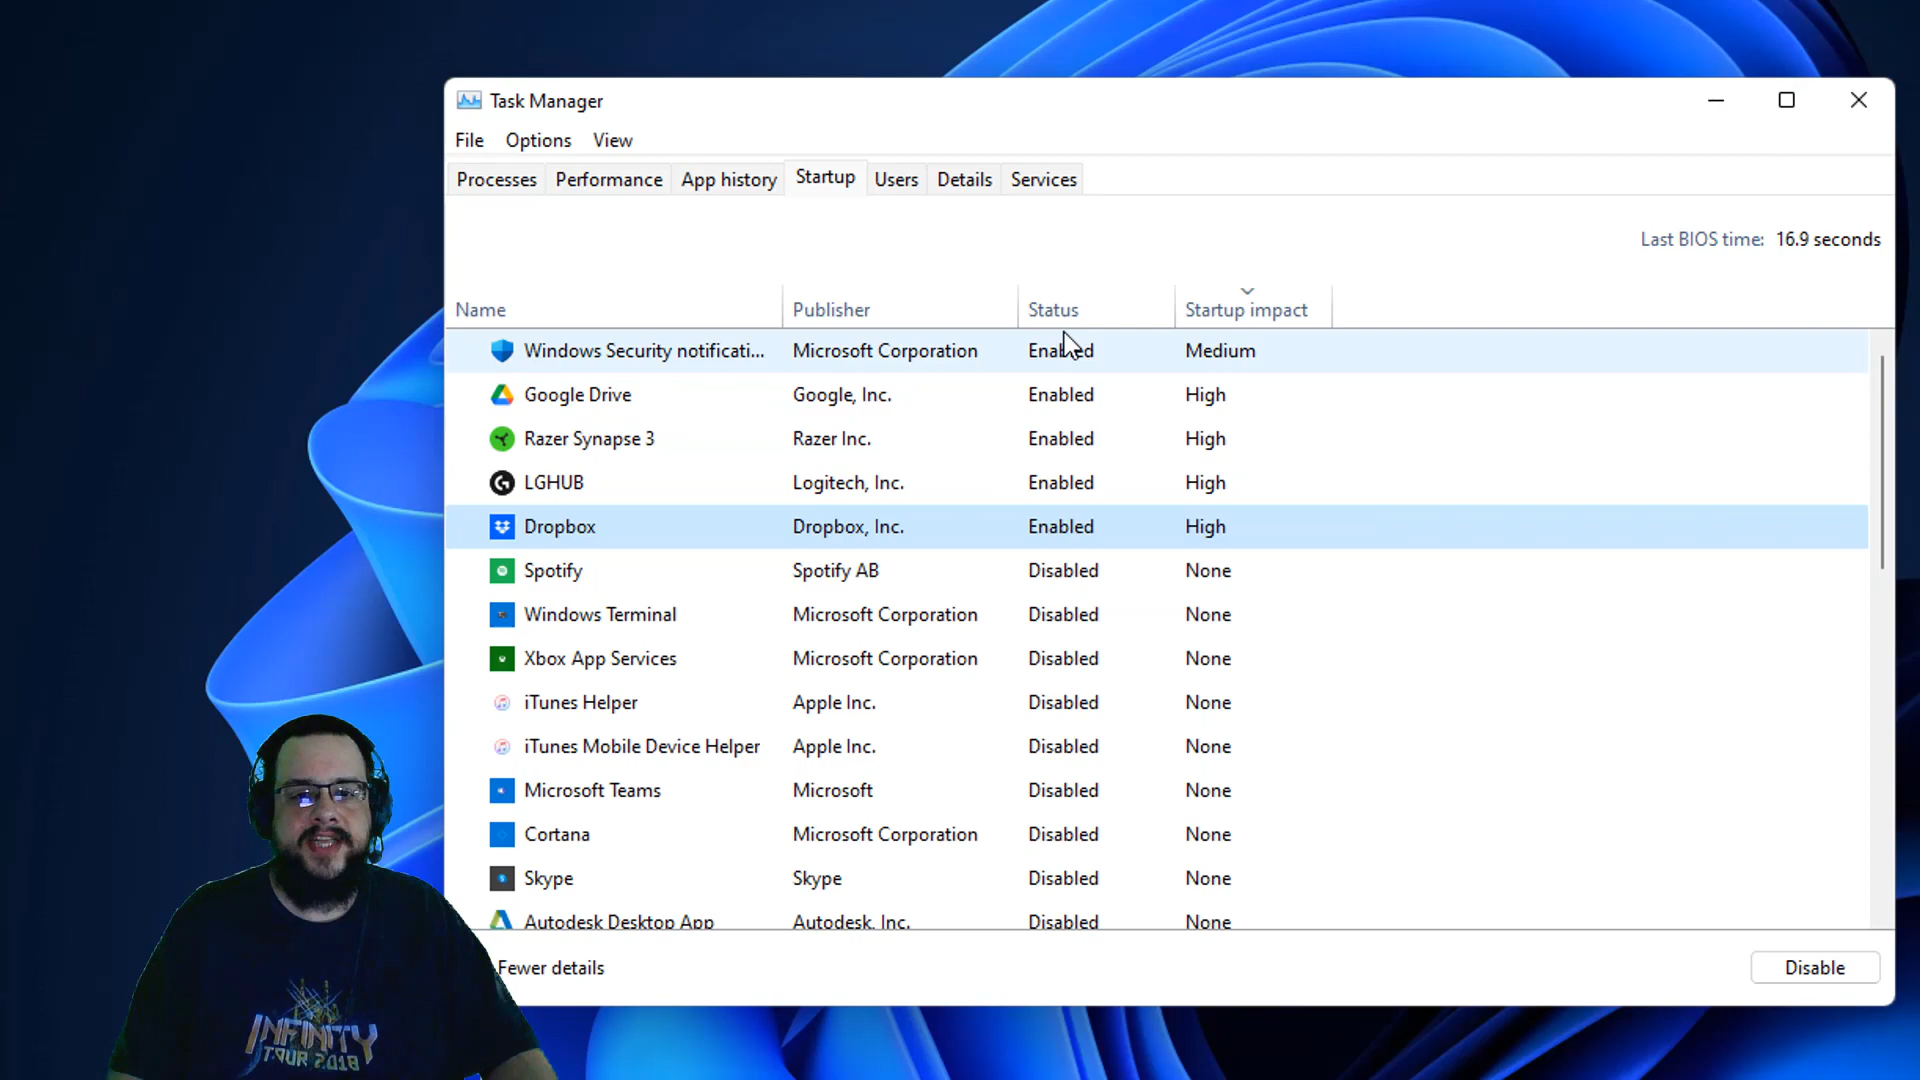 Task Manager
File Options View
Processes Performance App history Startup Users Details Services
Last BIOS time: 16.9 seconds
Name Publisher Status Startup impact
Windows Security notificati... Microsoft Corporation Enabled Medium
Google Drive Google, Inc. Enabled High
Razer Synapse 3 Razer Inc. Enabled High
LGHUB Logitech, Inc. Enabled High
Dropbox Dropbox, Inc. Enabled High
Spotify Spotify AB Disabled None
Windows Terminal Microsoft Corporation Disabled None
Xbox App Services Microsoft Corporation Disabled None
iTunes Helper Apple Inc. Disabled None
iTunes Mobile Device Helper Apple Inc. Disabled None
Microsoft Teams Microsoft Disabled None
Cortana Microsoft Corporation Disabled None
Skype Skype Disabled None
Autodesk Desktop App Autodesk, Inc. Disabled None
Fewer details Disable
INFINITY
TOUR 2018